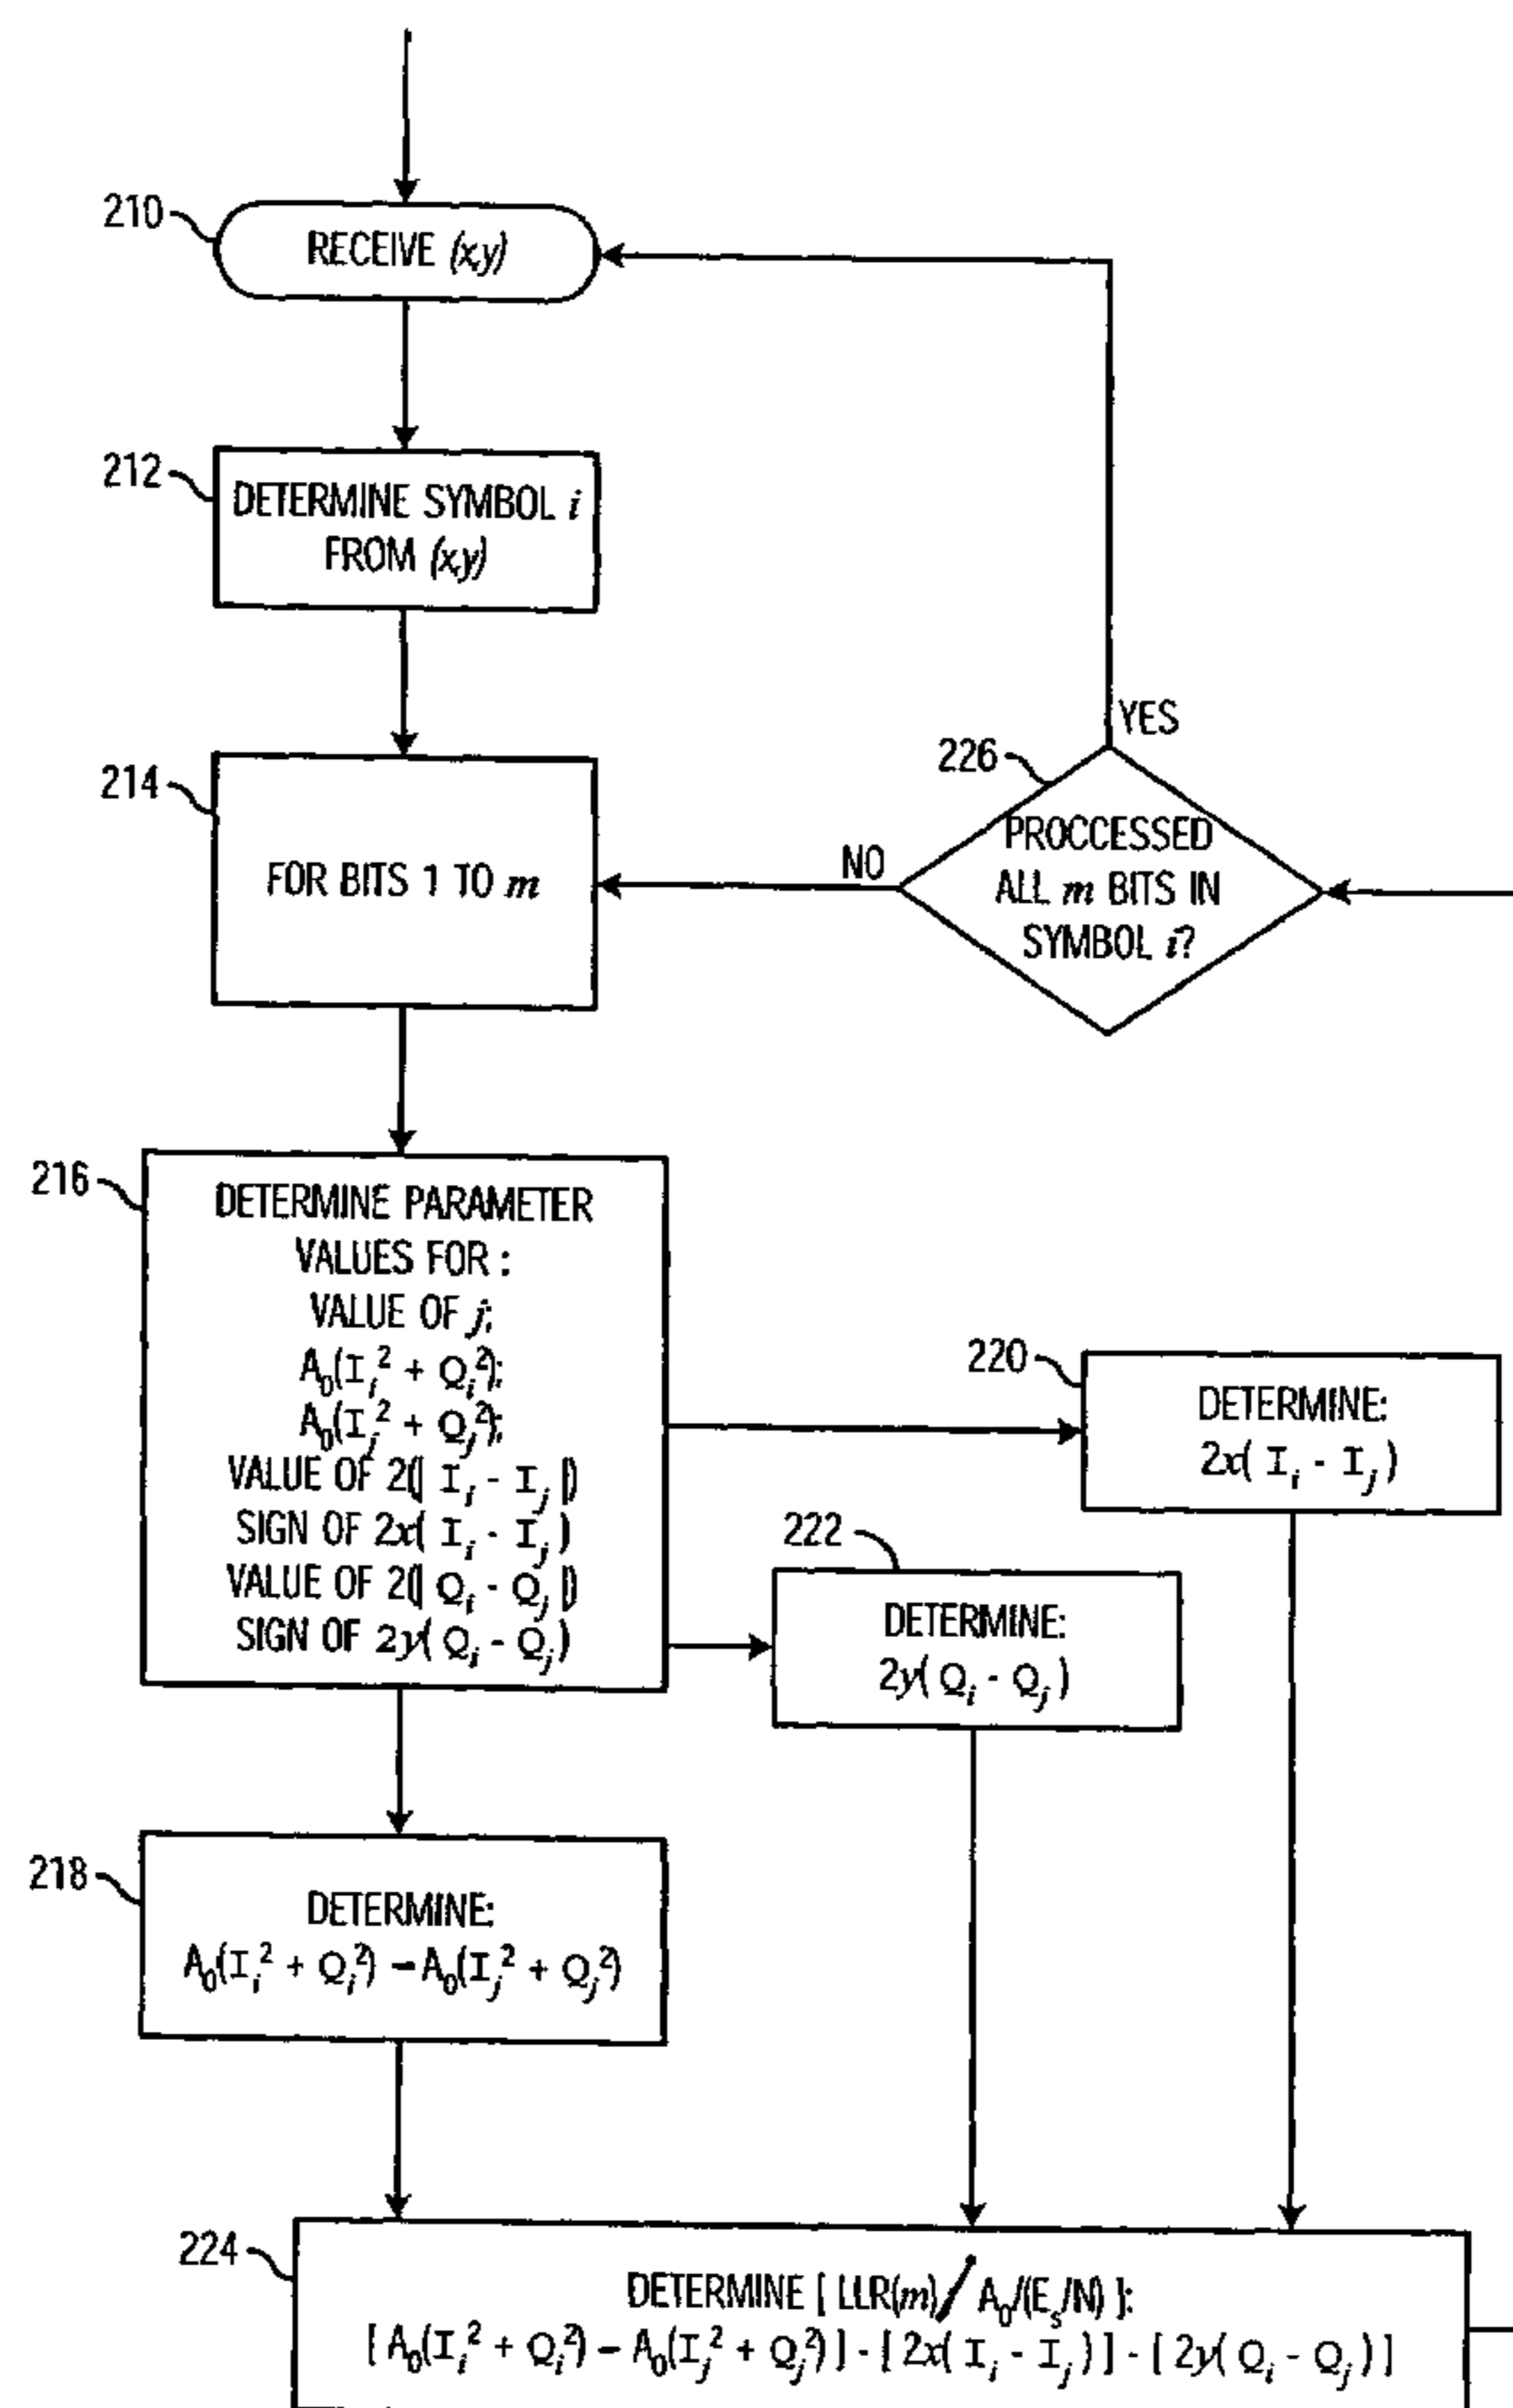 210
RECEIVE (x,y)
212
DETERMINE SYMBOL i
FROM (x,y)
214
FOR BITS 1 TO m
YES
226
NO
PROCCESSED
ALL m BITS IN
SYMBOL i?
216
DETERMINE PARAMETER
VALUES FOR :
VALUE OF j;
A₀(Iᵢ² + Qᵢ²);
A₀(Iⱼ² + Qⱼ²);
VALUE OF 2(| Iᵢ - Iⱼ |)
SIGN OF 2x( Iᵢ - Iⱼ )
VALUE OF 2(| Qᵢ - Qⱼ |)
SIGN OF 2y( Qᵢ - Qⱼ )
220
DETERMINE:
2x( Iᵢ - Iⱼ )
222
DETERMINE:
2y( Qᵢ - Qⱼ )
218
DETERMINE:
A₀(Iᵢ² + Qᵢ²) – A₀(Iⱼ² + Qⱼ²)
224
DETERMINE [ LLR(m) / A₀/(Eₛ/N) ]:
[ A₀(Iᵢ² + Qᵢ²) – A₀(Iⱼ² + Qⱼ²) ] - [ 2x( Iᵢ - Iⱼ ) ] - [ 2y( Qᵢ - Qⱼ ) ]